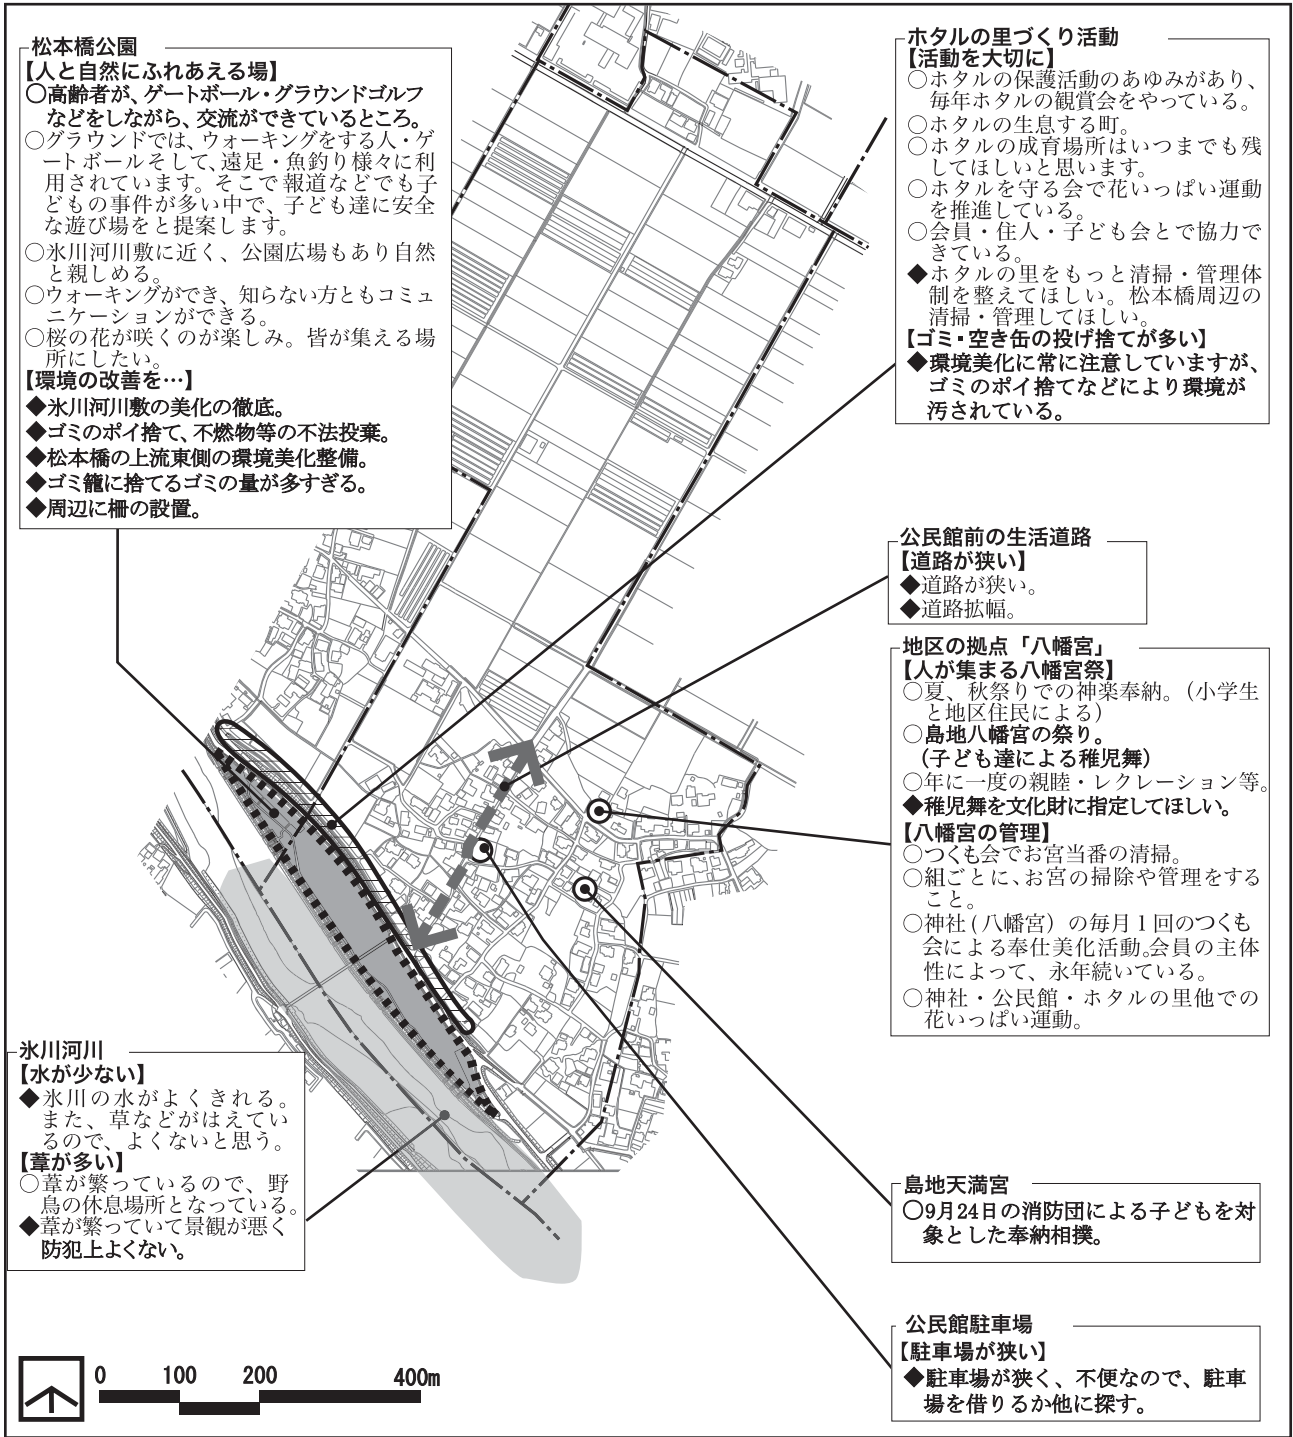 松本橋公園
【人と自然にふれあえる場】
○高齢者が、ゲートボール・グラウンドゴルフ
などをしながら、交流ができているところ。
○グラウンドでは、ウォーキングをする人・ゲ
ートボールそして、遠足・魚釣り様々に利
用されています。そこで報道などでも子
どもの事件が多い中で、子ども達に安全
な遊び場をと提案します。
○氷川河川敷に近く、公園広場もあり自然
と親しめる。
○ウォーキングができ、知らない方ともコミュ
ニケーションができる。
○桜の花が咲くのが楽しみ。皆が集える場
所にしたい。
【環境の改善を…】
◆氷川河川敷の美化の徹底。
◆ゴミのポイ捨て、不燃物等の不法投棄。
◆松本橋の上流東側の環境美化整備。
◆ゴミ籠に捨てるゴミの量が多すぎる。
◆周辺に柵の設置。
ホタルの里づくり活動
【活動を大切に】
○ホタルの保護活動のあゆみがあり、
毎年ホタルの観賞会をやっている。
○ホタルの生息する町。
○ホタルの成育場所はいつまでも残
してほしいと思います。
○ホタルを守る会で花いっぱい運動
を推進している。
○会員・住人・子ども会とで協力で
きている。
◆ホタルの里をもっと清掃・管理体
制を整えてほしい。松本橋周辺の
清掃・管理してほしい。
【ゴミ・空き缶の投げ捨てが多い】
◆環境美化に常に注意していますが、
ゴミのポイ捨てなどにより環境が
汚されている。
公民館前の生活道路
【道路が狭い】
◆道路が狭い。
◆道路拡幅。
地区の拠点「八幡宮」
【人が集まる八幡宮祭】
○夏、秋祭りでの神楽奉納。（小学生
と地区住民による）
○島地八幡宮の祭り。
（子ども達による稚児舞）
○年に一度の親睦・レクレーション等。
◆稚児舞を文化財に指定してほしい。
【八幡宮の管理】
○つくも会でお宮当番の清掃。
○組ごとに、お宮の掃除や管理をする
こと。
○神社(八幡宮）の毎月１回のつくも
会による奉仕美化活動。会員の主体
性によって、永年続いている。
○神社・公民館・ホタルの里他での
花いっぱい運動。
氷川河川
【水が少ない】
◆氷川の水がよくきれる。
また、草などがはえてい
るので、よくないと思う。
【葦が多い】
○葦が繁っているので、野
鳥の休息場所となっている。
◆葦が繁っていて景観が悪く
防犯上よくない。
島地天満宮
○9月24日の消防団による子どもを対
象とした奉納相撲。
公民館駐車場
【駐車場が狭い】
◆駐車場が狭く、不便なので、駐車
場を借りるか他に探す。
0 100 200 400m